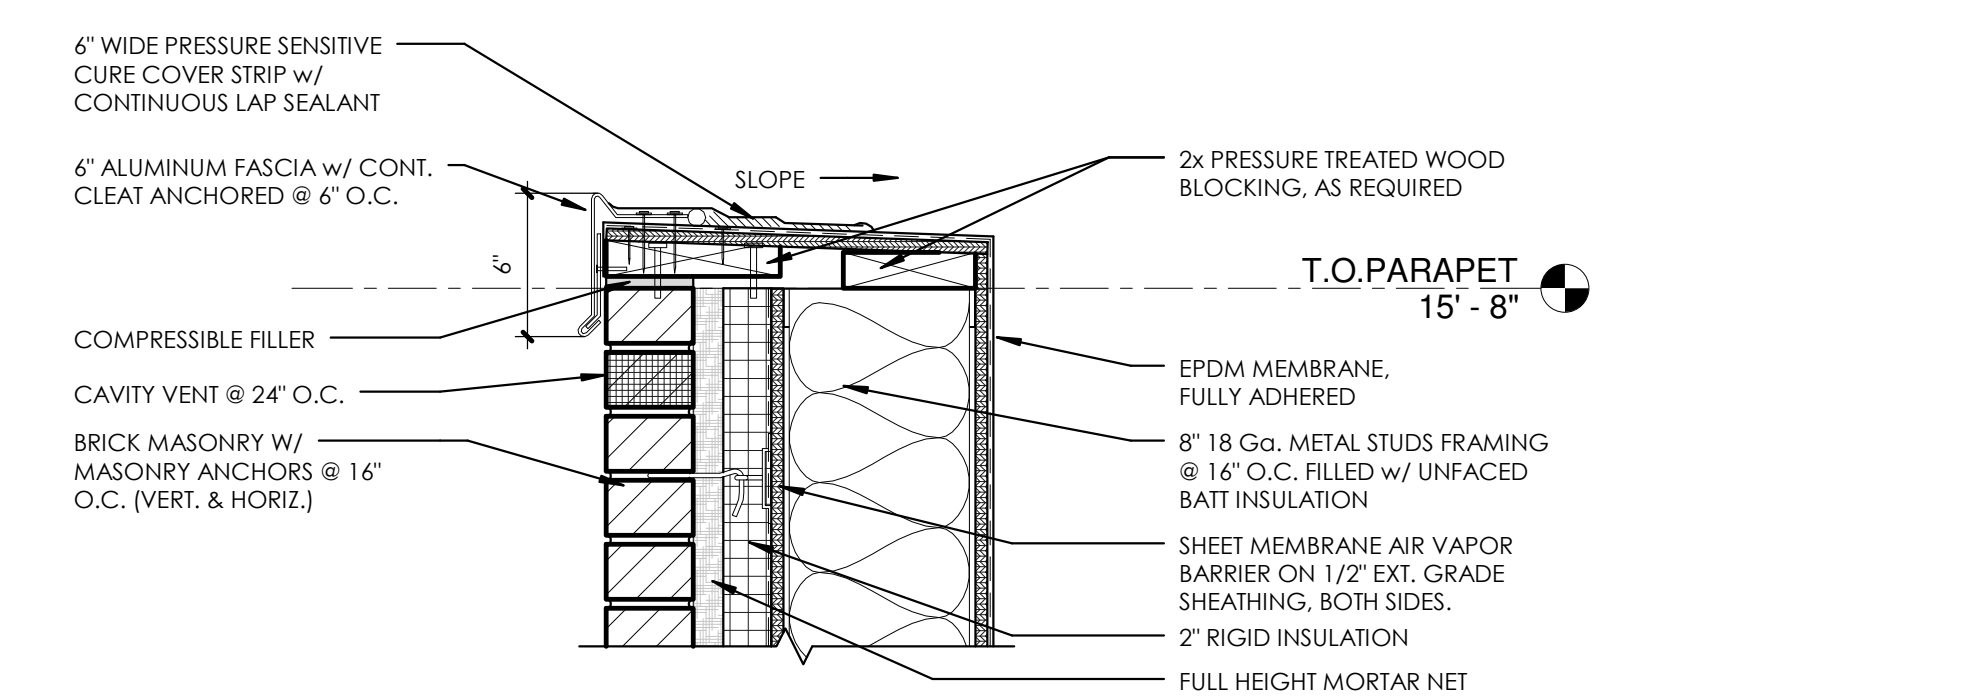 6" WIDE PRESSURE SENSITIVE
CURE COVER STRIP w/
CONTINUOUS LAP SEALANT
6" ALUMINUM FASCIA w/ CONT.
CLEAT ANCHORED @ 6" O.C.
SLOPE
2x PRESSURE TREATED WOOD
BLOCKING, AS REQUIRED
6"
T.O.PARAPET
15' - 8"
COMPRESSIBLE FILLER
CAVITY VENT @ 24" O.C.
BRICK MASONRY W/
MASONRY ANCHORS @ 16"
O.C. (VERT. & HORIZ.)
EPDM MEMBRANE,
FULLY ADHERED
8" 18 Ga. METAL STUDS FRAMING
@ 16" O.C. FILLED w/ UNFACED
BATT INSULATION
SHEET MEMBRANE AIR VAPOR
BARRIER ON 1/2" EXT. GRADE
SHEATHING, BOTH SIDES.
2" RIGID INSULATION
FULL HEIGHT MORTAR NET